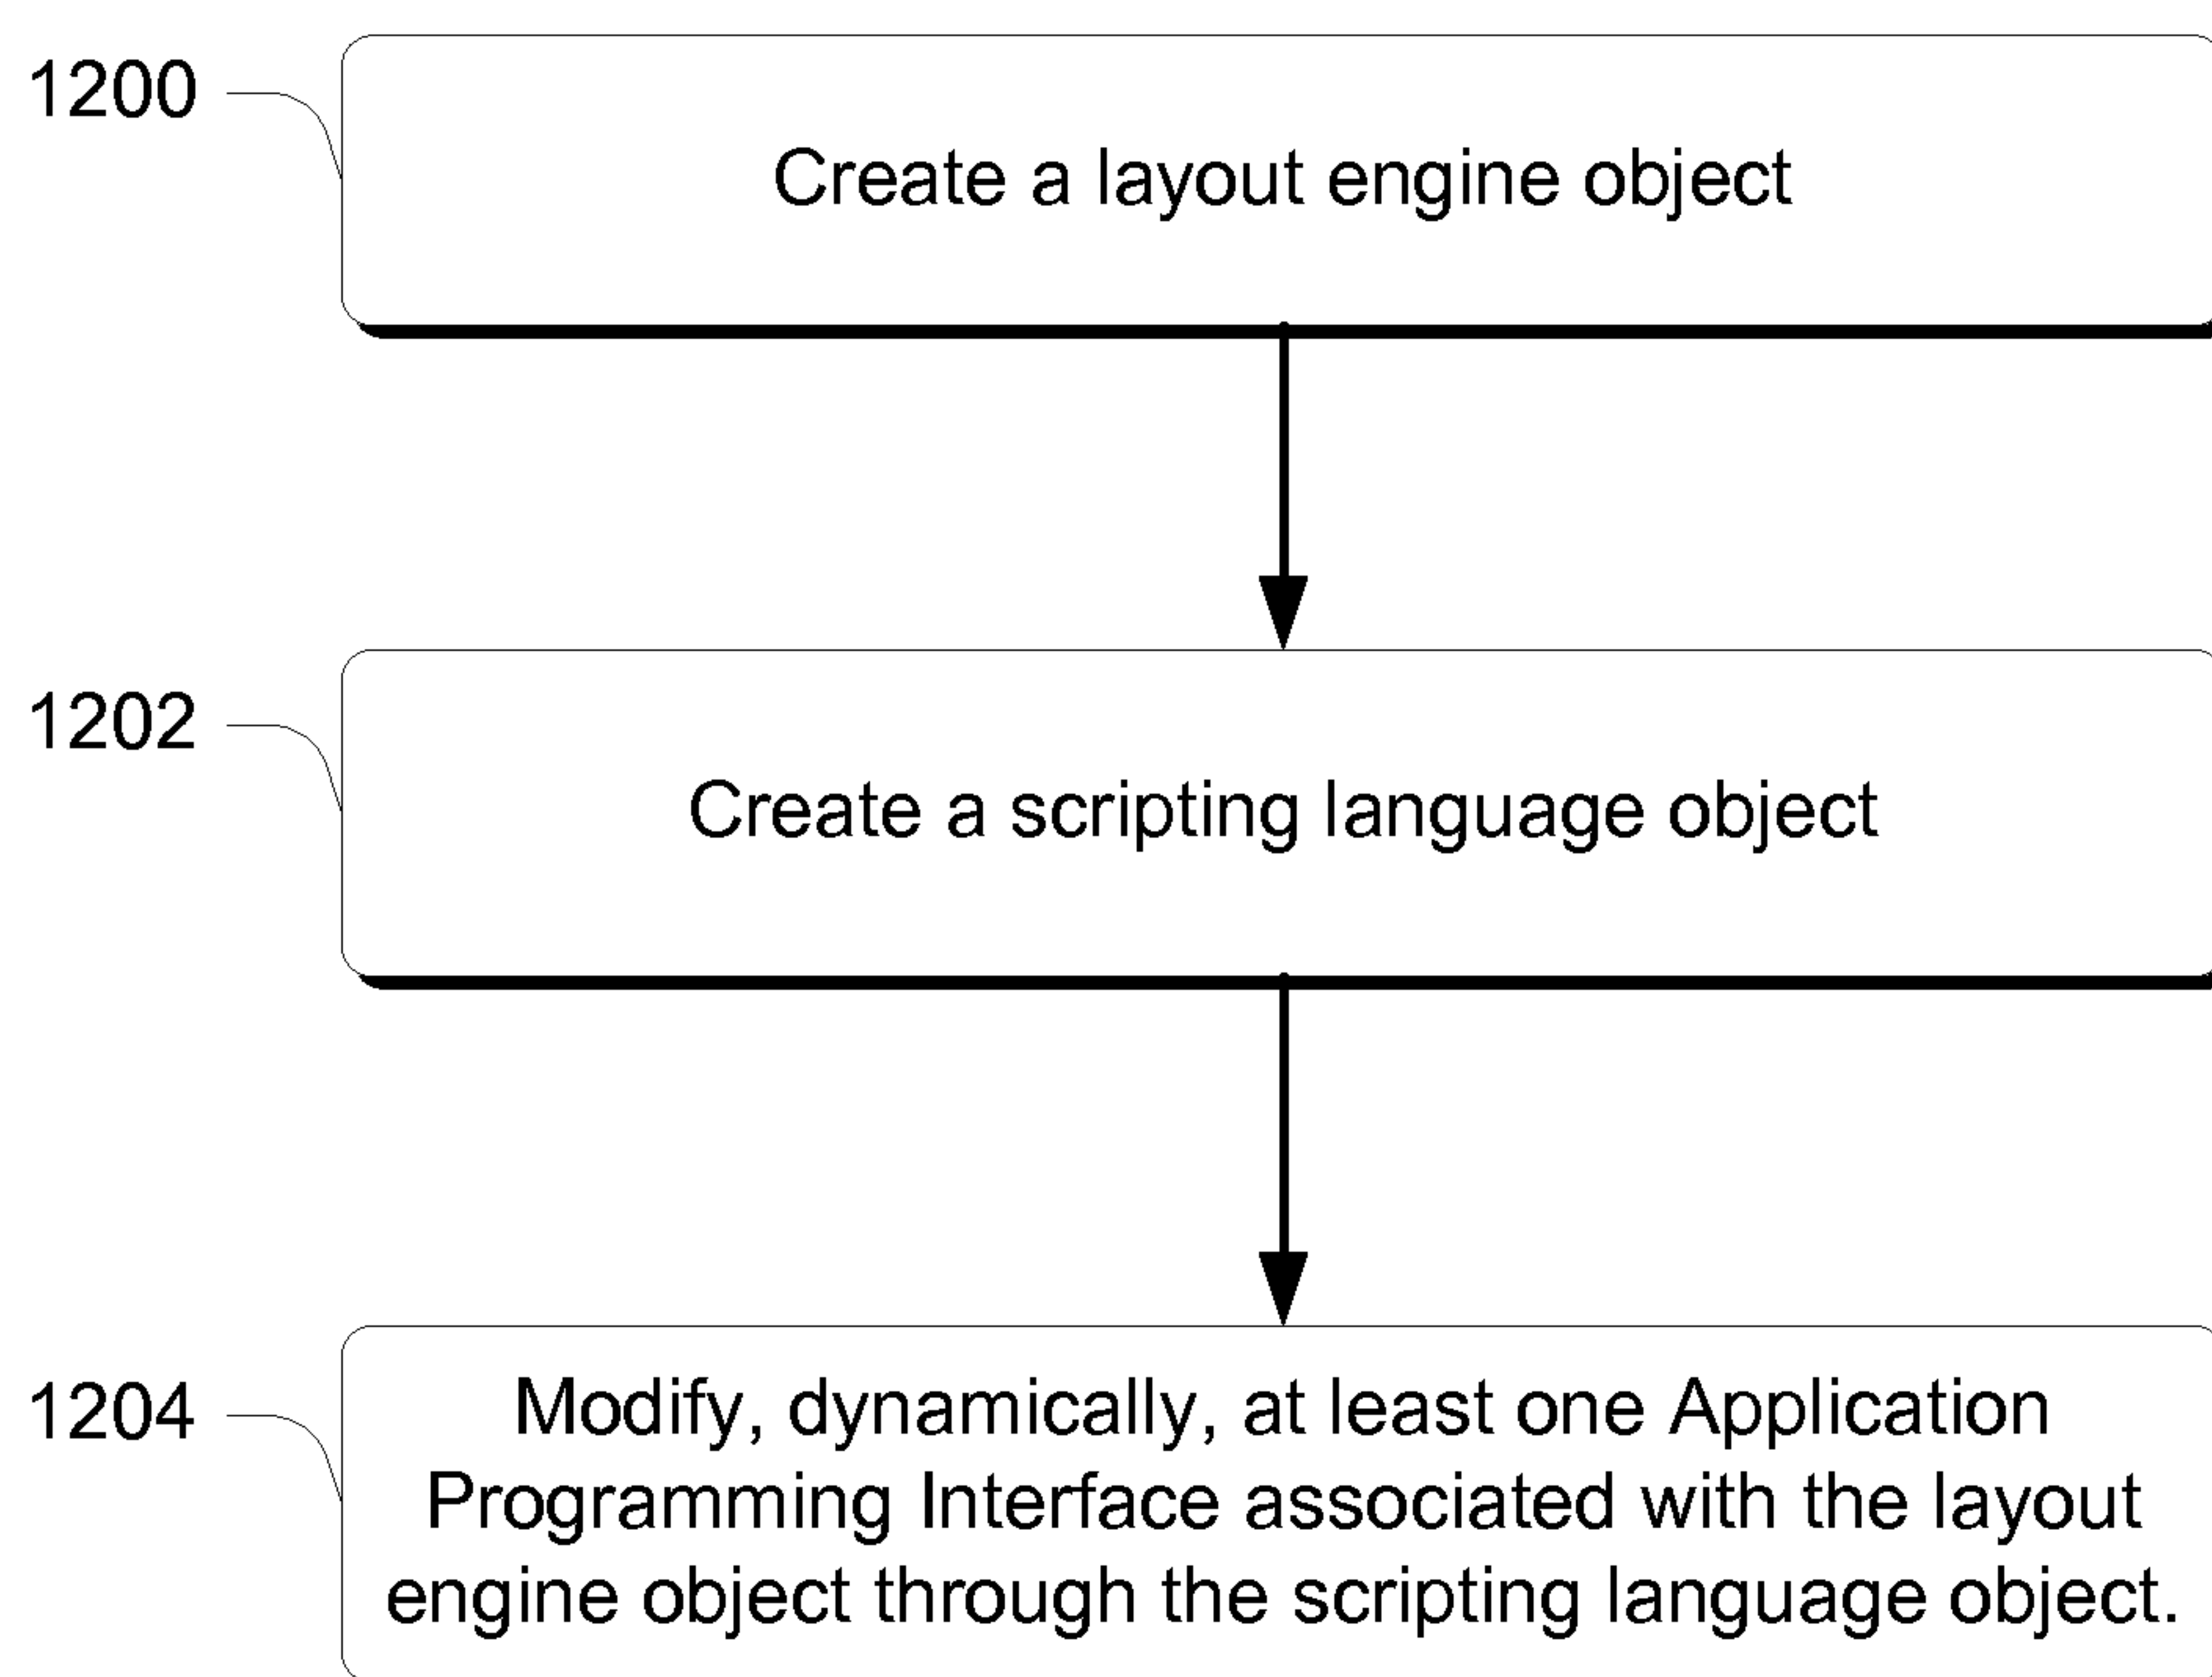 1200
Create a layout engine object
1202
Create a scripting language object
1204
Modify, dynamically, at least one Application
Programming Interface associated with the layout
engine object through the scripting language object.